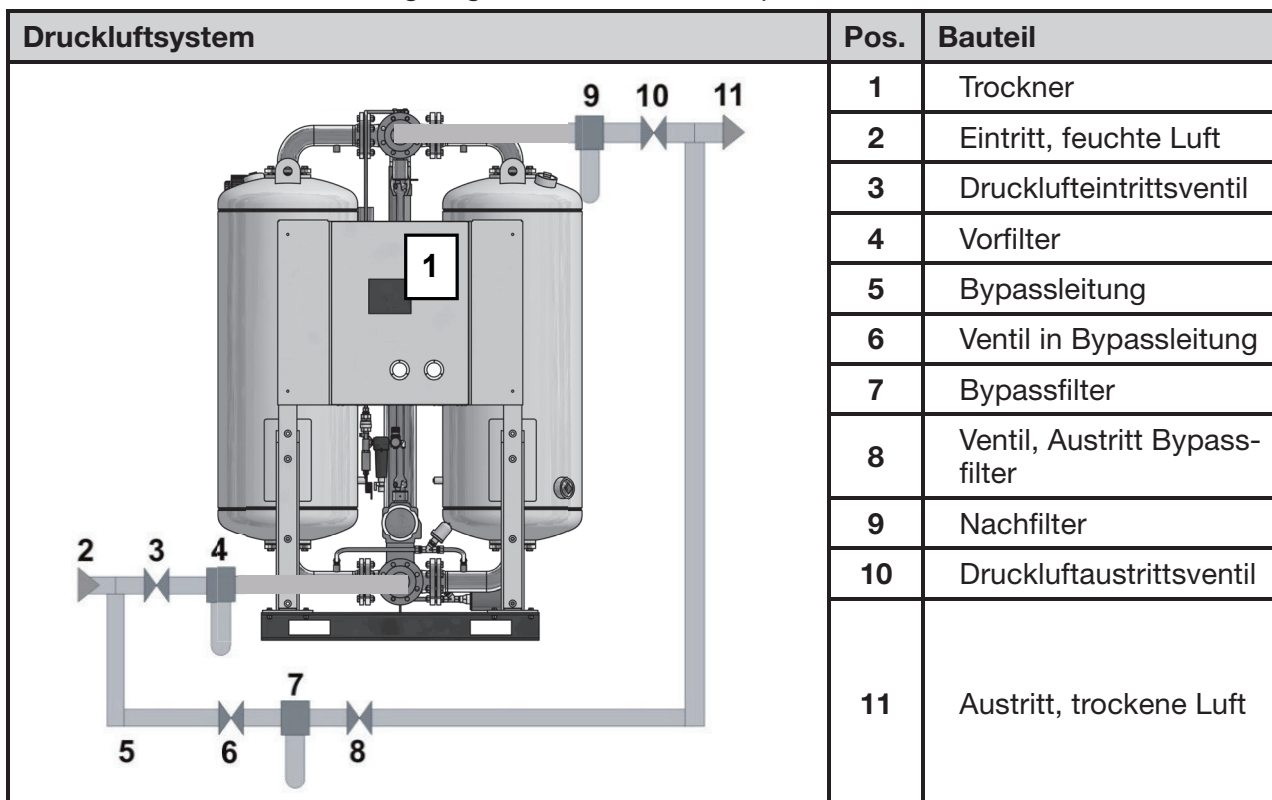 Druckluftsystem Pos. Bauteil
1 Trockner
2 Eintritt, feuchte Luft
3 Drucklufteintrittsventil
4 Vorfilter
5 Bypassleitung
6 Ventil in Bypassleitung
7 Bypassfilter
8 Ventil, Austritt Bypass-
filter
9 Nachfilter
10 Druckluftaustrittsventil
11 Austritt, trockene Luft
9 10 11
1
2 3 4
7
5 6 8